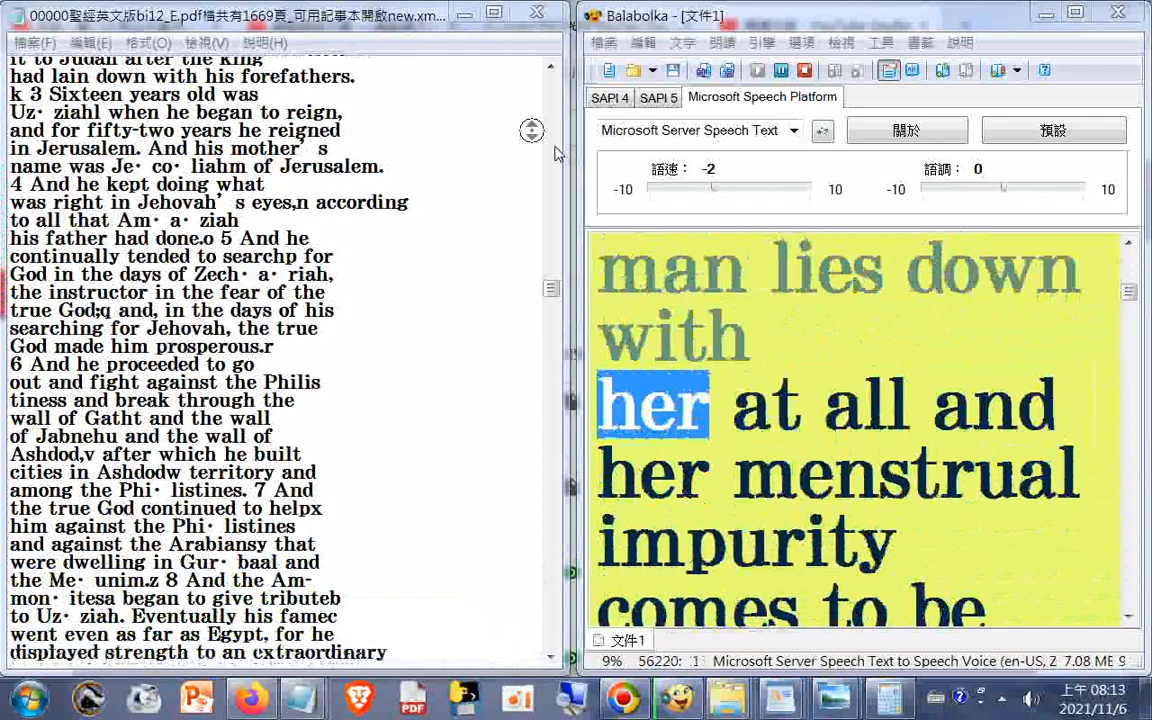 00000聖經英文版bi12_E.pdf檔共有1669頁_可用記事本開啟new.xm...
檔案(F) 編輯(E) 格式(O) 檢視(V) 說明(H)
it to Judah after the king
had lain down with his forefathers.
k 3 Sixteen years old was
Uz· ziahl when he began to reign,
and for fifty-two years he reigned
in Jerusalem. And his mother’s
name was Je· co· liahm of Jerusalem.
4 And he kept doing what
was right in Jehovah’s eyes,n according
to all that Am· a· ziah
his father had done.o 5 And he
continually tended to searchp for
God in the days of Zech· a· riah,
the instructor in the fear of the
true God;q and, in the days of his
searching for Jehovah, the true
God made him prosperous.r
6 And he proceeded to go
out and fight against the Philis
tiness and break through the
wall of Gatht and the wall
of Jabnehu and the wall of
Ashdod,v after which he built
cities in Ashdodw territory and
among the Phi· listines. 7 And
the true God continued to helpx
him against the Phi· listines
and against the Arabiansy that
were dwelling in Gur· baal and
the Me· unim.z 8 And the Am-
mon· itesa began to give tributeb
to Uz· ziah. Eventually his famec
went even as far as Egypt, for he
displayed strength to an extraordinary
Balabolka - [文件1]
檔案 編輯 文字 朗讀 引擎 選項 檢視 工具 書籤 說明
SAPI 4 SAPI 5 Microsoft Speech Platform
Microsoft Server Speech Text 關於 預設
語速： -2 語調： 0
-10 10 -10 10
man lies down
with
her at all and
her menstrual
impurity
comes to be
文件1
9% 56220: Microsoft Server Speech Text to Speech Voice (en-US, Z 7.08 MB 9
上午 08:13
2021/11/6